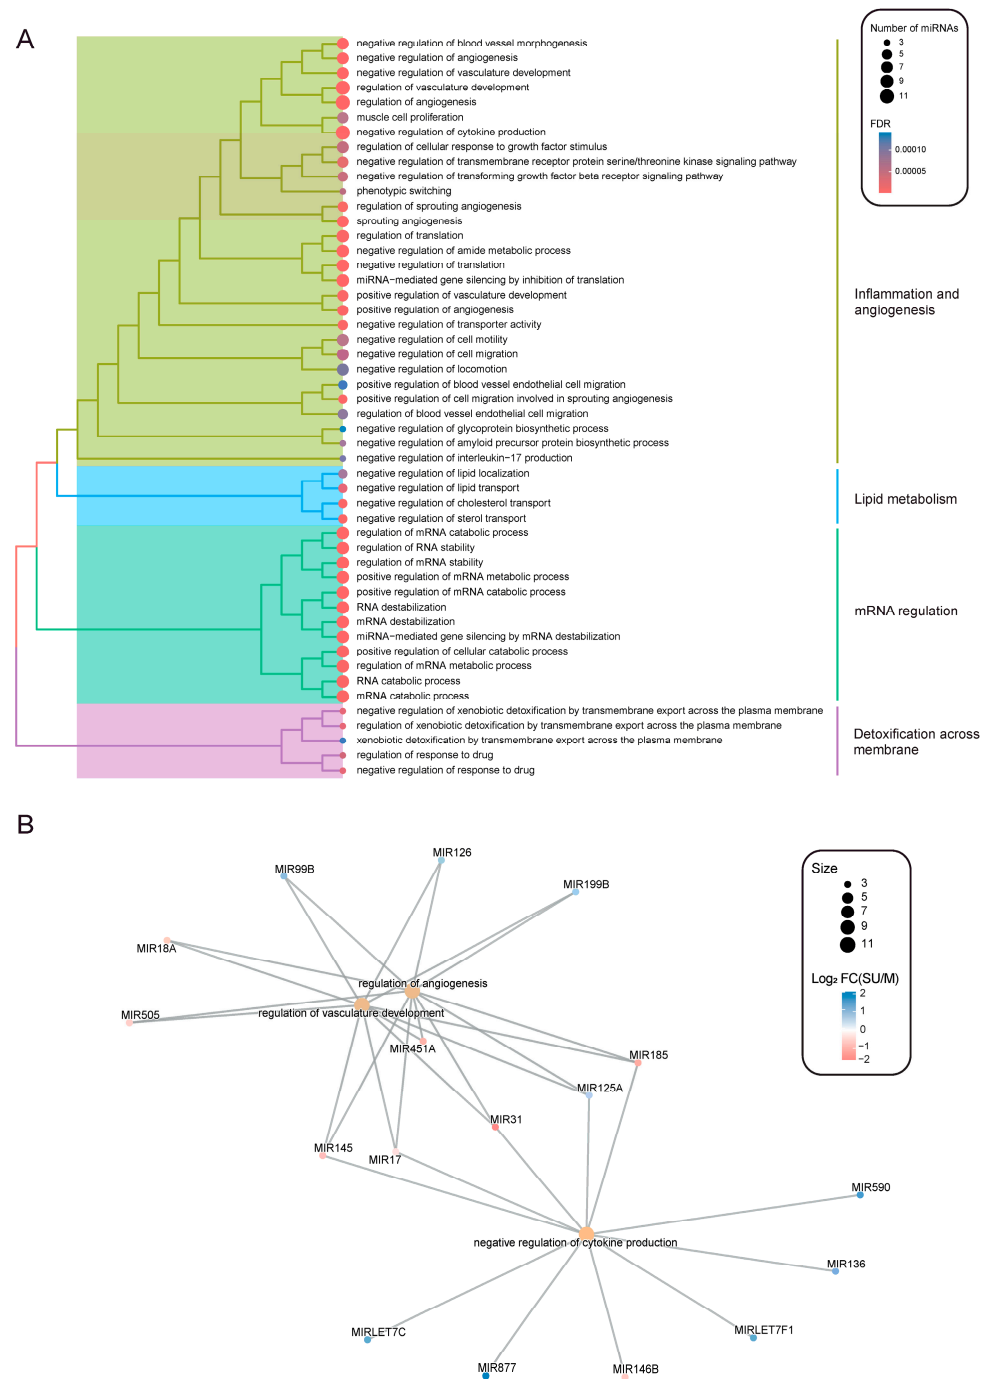 A
negative regulation of blood vessel morphogenesis
negative regulation of angiogenesis
negative regulation of vasculature development
regulation of vasculature development
regulation of angiogenesis
muscle cell proliferation
negative regulation of cytokine production
regulation of cellular response to growth factor stimulus
negative regulation of transmembrane receptor protein serine/threonine kinase signaling pathway
negative regulation of transforming growth factor beta receptor signaling pathway
phenotypic switching
regulation of sprouting angiogenesis
sprouting angiogenesis
regulation of translation
negative regulation of amide metabolic process
negative regulation of translation
miRNA−mediated gene silencing by inhibition of translation
positive regulation of vasculature development
positive regulation of angiogenesis
negative regulation of transporter activity
negative regulation of cell motility
negative regulation of cell migration
negative regulation of locomotion
positive regulation of blood vessel endothelial cell migration
positive regulation of cell migration involved in sprouting angiogenesis
regulation of blood vessel endothelial cell migration
negative regulation of glycoprotein biosynthetic process
negative regulation of amyloid precursor protein biosynthetic process
negative regulation of interleukin−17 production
negative regulation of lipid localization
negative regulation of lipid transport
negative regulation of cholesterol transport
negative regulation of sterol transport
regulation of mRNA catabolic process
regulation of RNA stability
regulation of mRNA stability
positive regulation of mRNA metabolic process
positive regulation of mRNA catabolic process
RNA destabilization
mRNA destabilization
miRNA−mediated gene silencing by mRNA destabilization
positive regulation of cellular catabolic process
regulation of mRNA metabolic process
RNA catabolic process
mRNA catabolic process
negative regulation of xenobiotic detoxification by transmembrane export across the plasma membrane
regulation of xenobiotic detoxification by transmembrane export across the plasma membrane
xenobiotic detoxification by transmembrane export across the plasma membrane
regulation of response to drug
negative regulation of response to drug
Inflammation and
angiogenesis
Lipid metabolism
mRNA regulation
Detoxification across
membrane
Number of miRNAs
3
5
7
9
11
FDR
0.00010
0.00005
B
MIR126
MIR99B
MIR199B
MIR18A
regulation of angiogenesis
regulation of vasculature development
MIR505
MIR451A
MIR185
MIR125A
MIR31
MIR145
MIR17
MIR590
negative regulation of cytokine production
MIR136
MIRLET7C
MIRLET7F1
MIR877
MIR146B
Size
3
5
7
9
11
Log₂ FC(SU/M)
2
1
0
−1
−2